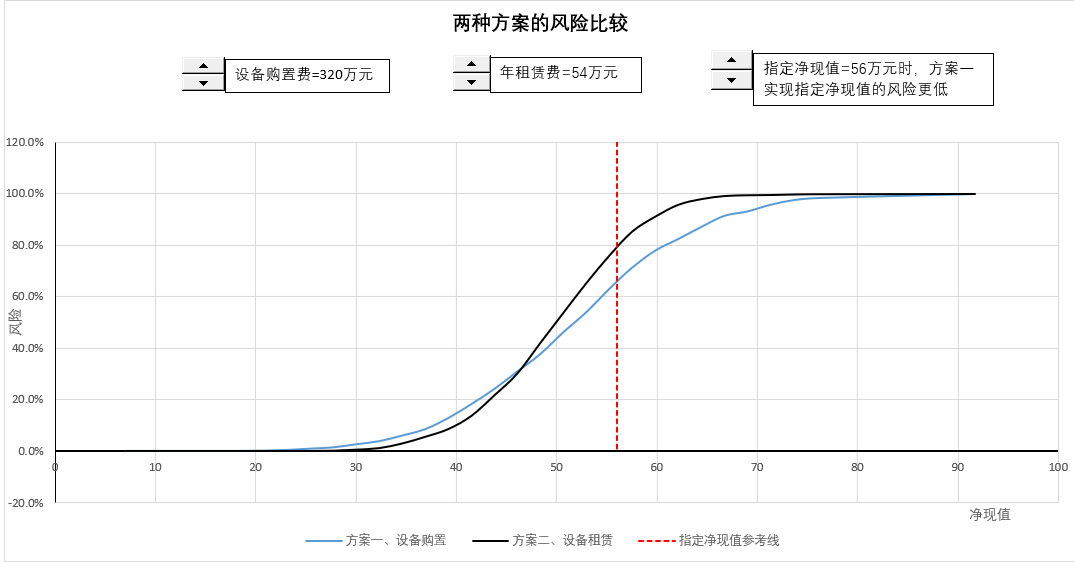 两种方案的风险比较
设备购置费=320万元
年租赁费=54万元
指定净现值=56万元时，方案一
实现指定净现值的风险更低
120.0%
100.0%
80.0%
60.0%
40.0%
20.0%
0.0%
-20.0%
风险
0
10
20
30
40
50
60
70
80
90
100
净现值
方案一、设备购置
方案二、设备租赁
指定净现值参考线